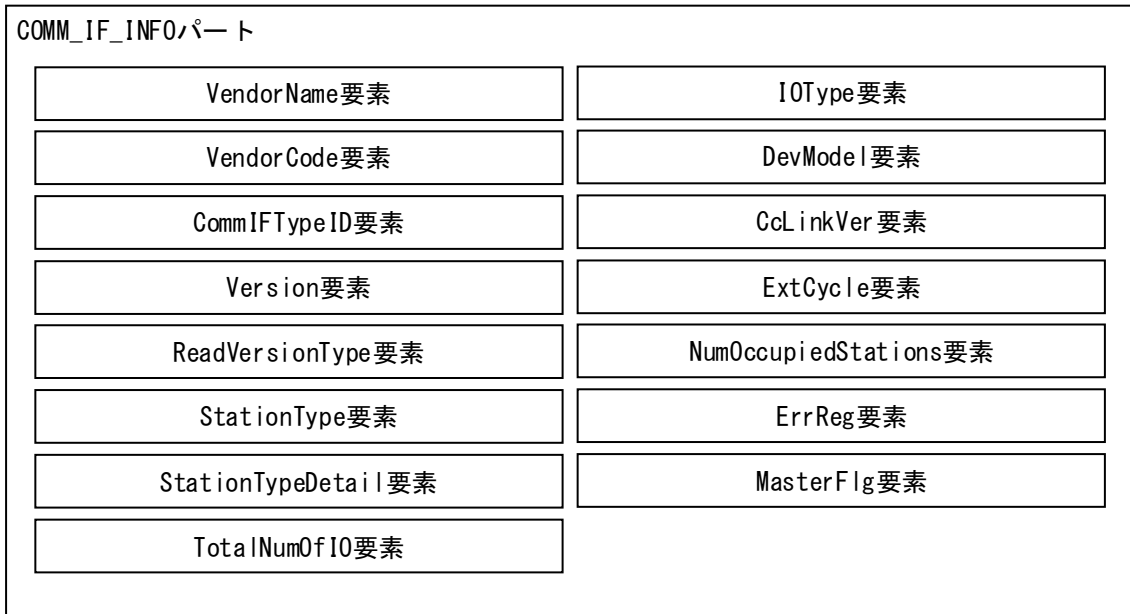 COMM_IF_INFOパート
VendorName要素
VendorCode要素
CommIFTypeID要素
Version要素
ReadVersionType要素
StationType要素
StationTypeDetail要素
TotalNumOfIO要素
IOType要素
DevModel要素
CcLinkVer要素
ExtCycle要素
NumOccupiedStations要素
ErrReg要素
MasterFlg要素